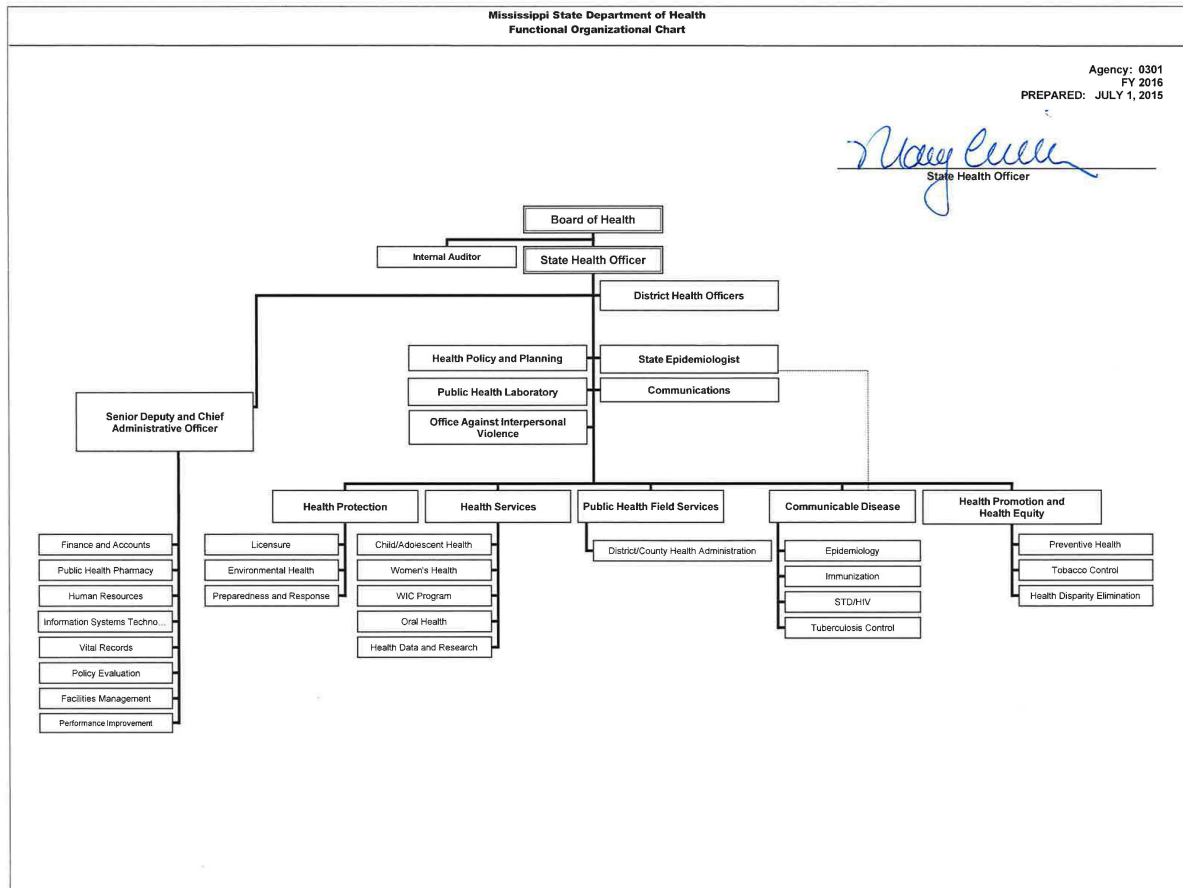 Mississippi State Department of Health
Functional Organizational Chart
Agency: 0301
FY 2016
PREPARED: JULY 1, 2015
State Health Officer
Board of Health
Internal Auditor
State Health Officer
District Health Officers
Health Policy and Planning
State Epidemiologist
Public Health Laboratory
Communications
Senior Deputy and Chief
Administrative Officer
Office Against Interpersonal
Violence
Health Protection
Health Services
Public Health Field Services
Communicable Disease
Health Promotion and
Health Equity
Finance and Accounts
Public Health Pharmacy
Human Resources
Information Systems Techno...
Vital Records
Policy Evaluation
Facilities Management
Performance Improvement
Licensure
Environmental Health
Preparedness and Response
Child/Adolescent Health
Women's Health
WIC Program
Oral Health
Health Data and Research
District/County Health Administration
Epidemiology
Immunization
STD/HIV
Tuberculosis Control
Preventive Health
Tobacco Control
Health Disparity Elimination